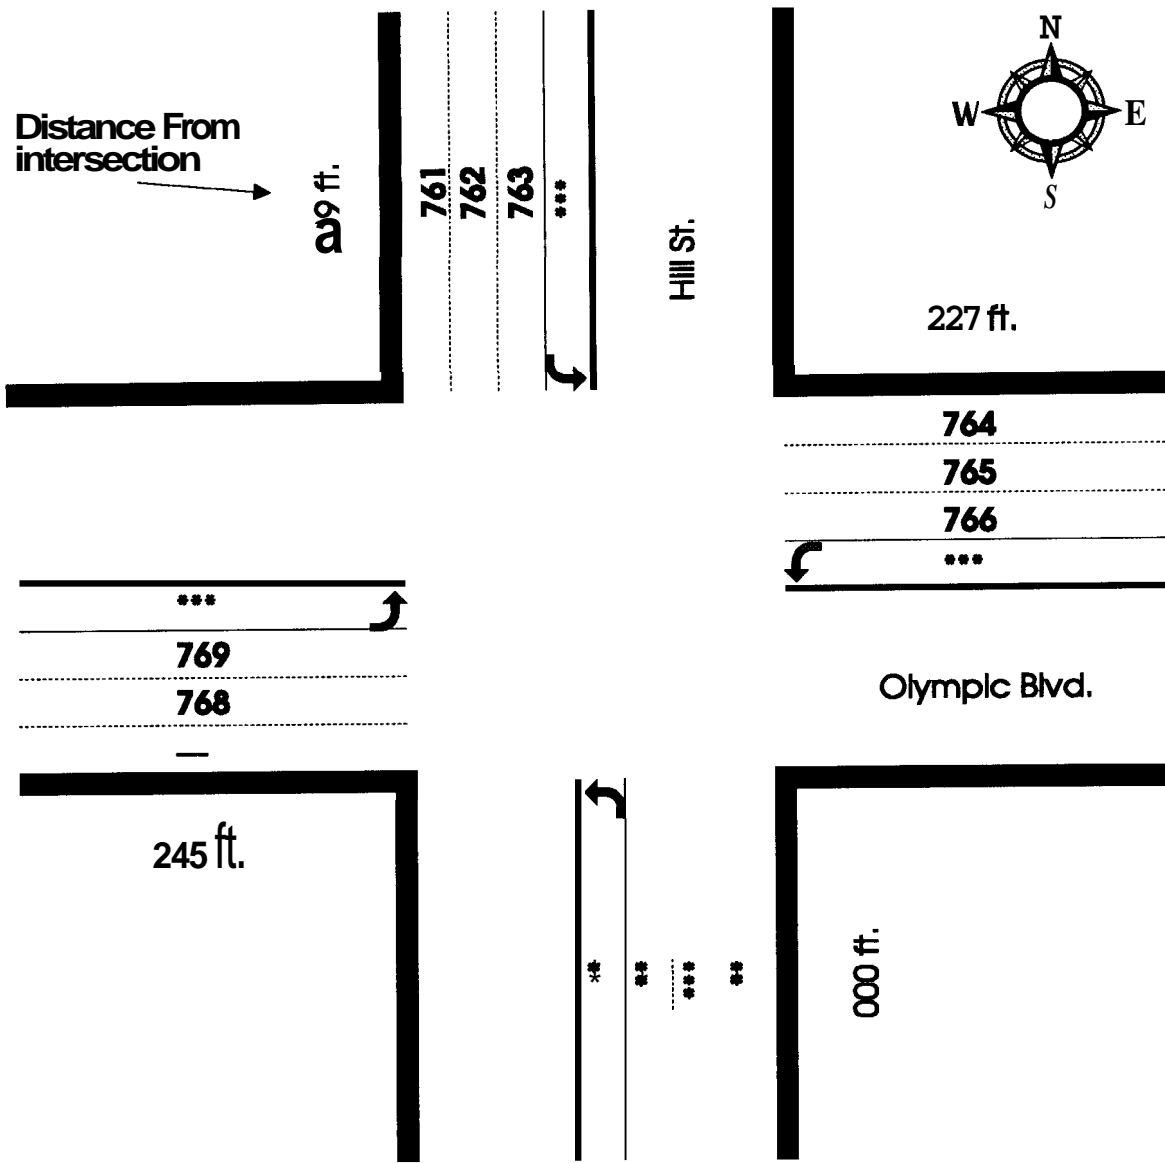 N
W E
S
Distance From
intersection
a9 ft.
761
762
763
***
Hill St.
227 ft.
764
765
766
***
***
769
768
—
Olympic Blvd.
245 ft.
**
**
***
**
000 ft.